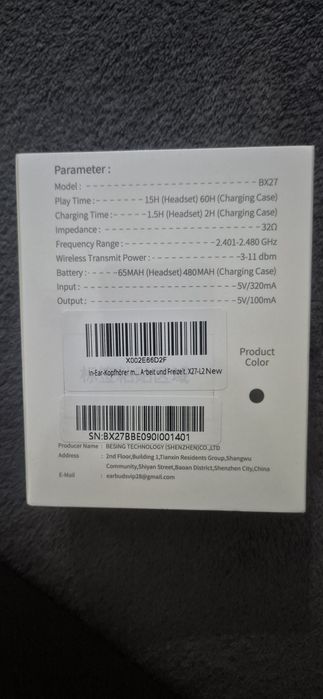 Parameter :
Model : BX27
Play Time : 15H (Headset) 60H (Charging Case)
Charging Time : 1.5H (Headset) 2H (Charging Case)
Impedance : 32Ω
Frequency Range : 2.401-2.480 GHz
Wireless Transmit Power : 3-11 dbm
Battery : 65MAH (Headset) 480MAH (Charging Case)
Input : 5V/320mA
Output : 5V/100mA
X002E66D2F
In-Ear-Kopfhörer m... Arbeit und Freizeit, X27-L2 New
Product
Color
SN:BX27BBE090I001401
Producer Name : BESING TECHNOLOGY (SHENZHEN)CO.,LTD
Address : 2nd Floor,Building 1,Tianxin Residents Group,Shangwu
Community,Shiyan Street,Baoan District,Shenzhen City,China
E-Mail : earbudsvip28@gmail.com